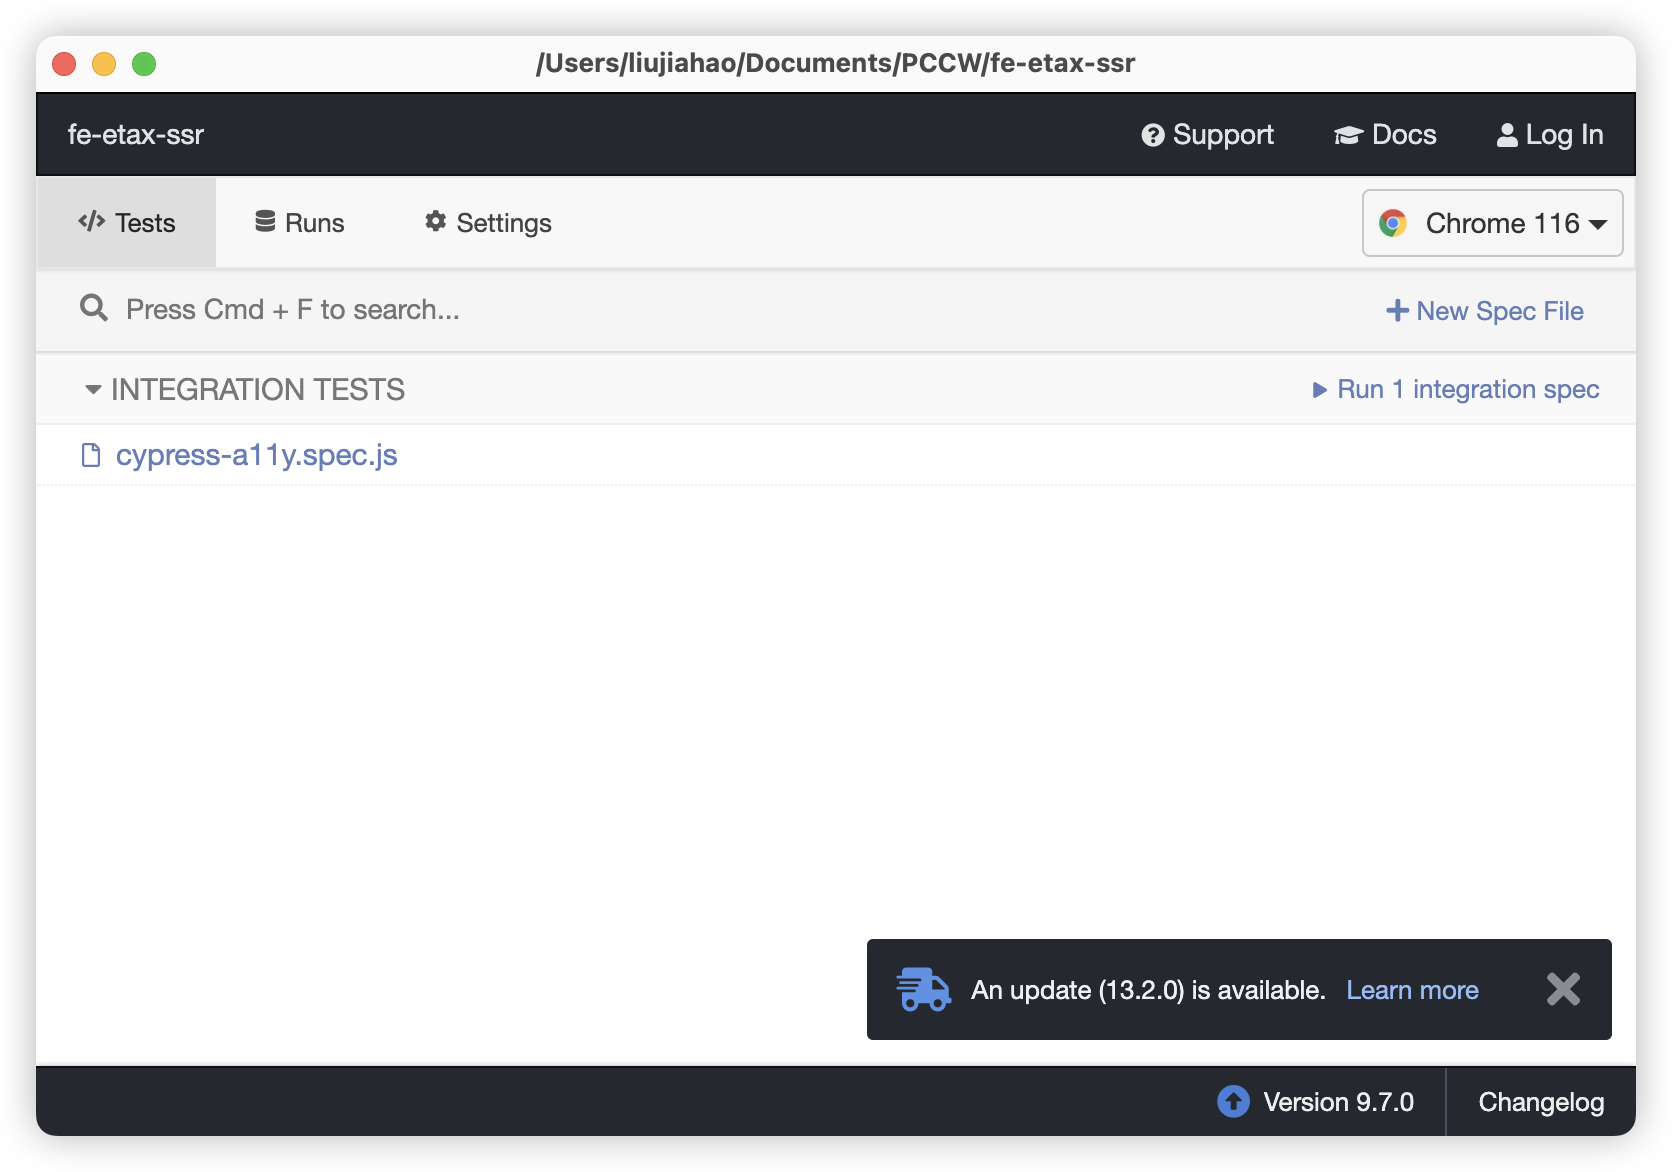 /Users/liujiahao/Documents/PCCW/fe-etax-ssr
fe-etax-ssr Support Docs Log In
Tests Runs Settings Chrome 116
Press Cmd + F to search... New Spec File
INTEGRATION TESTS Run 1 integration spec
cypress-a11y.spec.js
An update (13.2.0) is available. Learn more
Version 9.7.0 Changelog